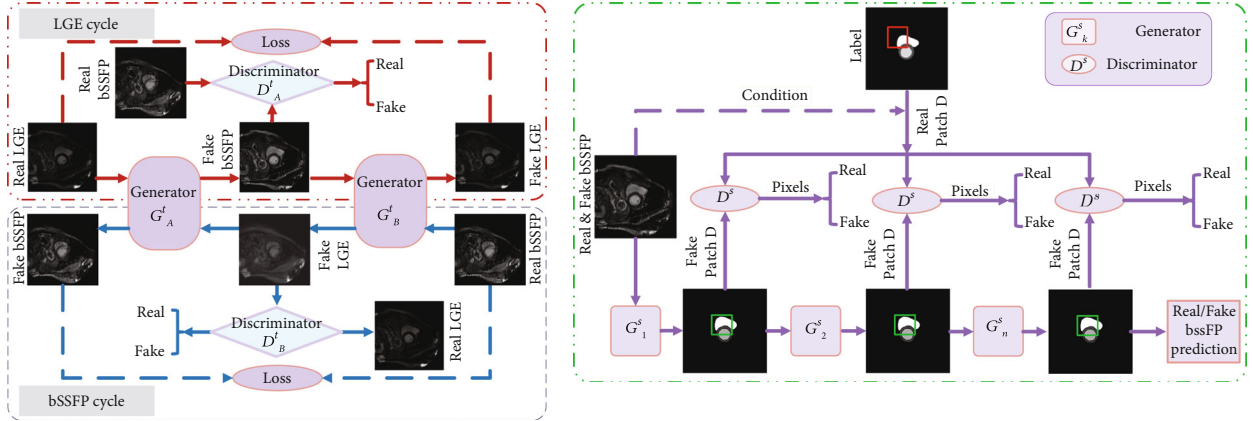 LGE cycle
Loss
Real
bSSFP
Discriminator
D^t_A
Real
Fake
Real LGE
Fake
bSSFP
Fake LGE
Generator
G^t_A
Generator
G^t_B
Fake bSSFP
Fake
LGE
Real bSSFP
Real
Fake
Discriminator
D^t_B
Real LGE
Loss
bSSFP cycle
Label
G^s_k
Generator
D^s
Discriminator
Condition
Real
Patch D
Real & Fake bSSFP
D^s
Pixels
Real
Fake
D^s
Pixels
Real
Fake
D^s
Pixels
Real
Fake
Fake
Patch D
Fake
Patch D
Fake
Patch D
G^s_1
G^s_2
G^s_n
Real/Fake
bssFP
prediction